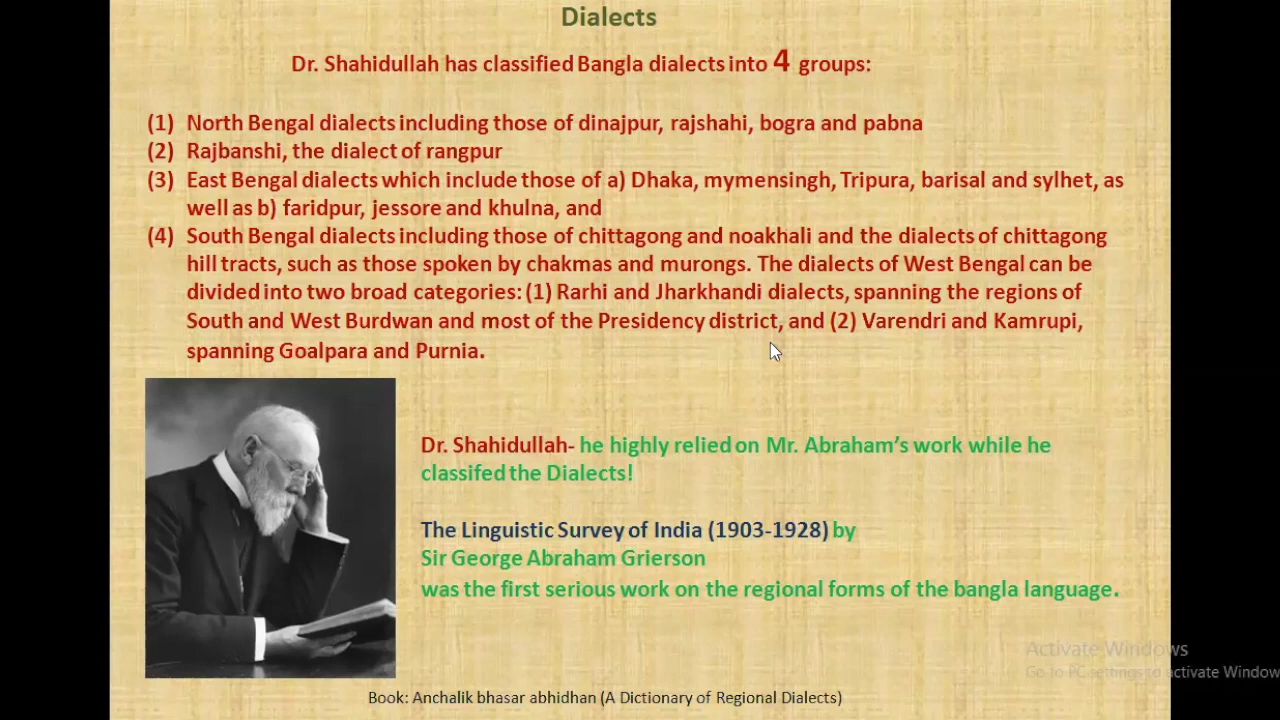 Dialects
Dr. Shahidullah has classified Bangla dialects into 4 groups:
(1) North Bengal dialects including those of dinajpur, rajshahi, bogra and pabna
(2) Rajbanshi, the dialect of rangpur
(3) East Bengal dialects which include those of a) Dhaka, mymensingh, Tripura, barisal and sylhet, as
well as b) faridpur, jessore and khulna, and
(4) South Bengal dialects including those of chittagong and noakhali and the dialects of chittagong
hill tracts, such as those spoken by chakmas and murongs. The dialects of West Bengal can be
divided into two broad categories: (1) Rarhi and Jharkhandi dialects, spanning the regions of
South and West Burdwan and most of the Presidency district, and (2) Varendri and Kamrupi,
spanning Goalpara and Purnia.
Dr. Shahidullah- he highly relied on Mr. Abraham’s work while he
classifed the Dialects!
The Linguistic Survey of India (1903-1928) by
Sir George Abraham Grierson
was the first serious work on the regional forms of the bangla language.
Activate Windows
Go to PC settings to activate Window
Book: Anchalik bhasar abhidhan (A Dictionary of Regional Dialects)